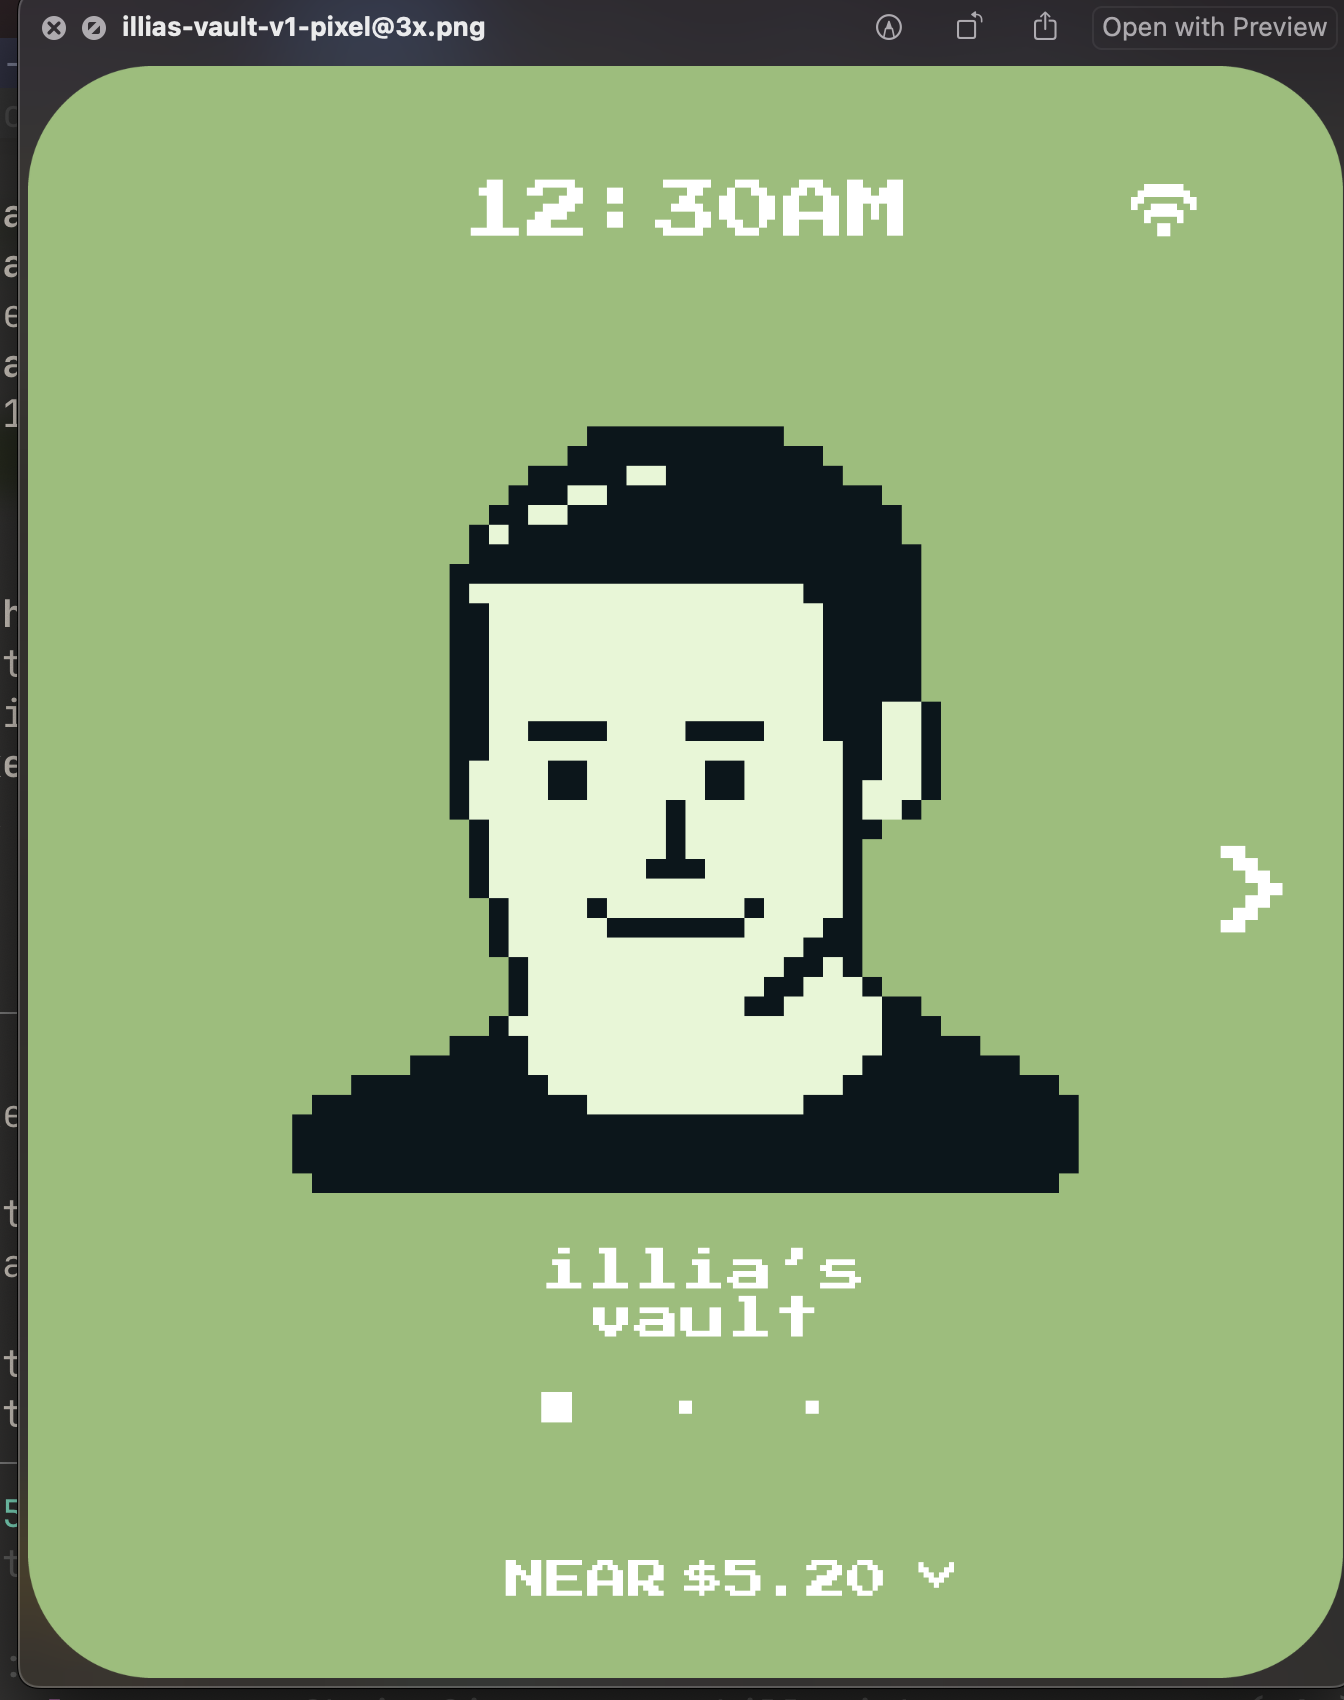 illias-vault-v1-pixel@3x.png
Open with Preview
12:30AM
illia's
vault
NEAR $5.20